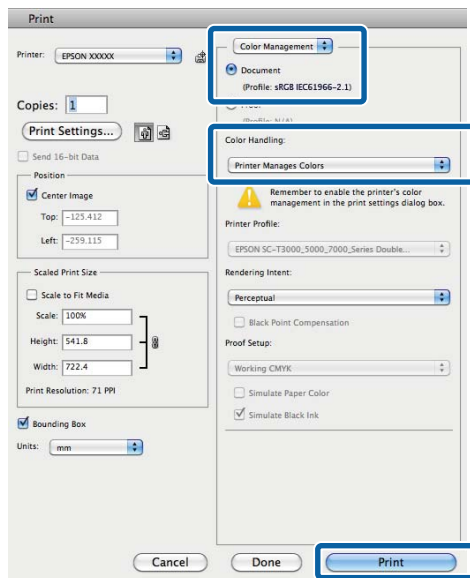 Print
Printer: EPSON XXXXX
Copies: 1
Print Settings...
Send 16-bit Data
Position
Center Image
Top: -125.412
Left: -259.115
Scaled Print Size
Scale to Fit Media
Scale: 100%
Height: 541.8
Width: 722.4
Print Resolution: 71 PPI
Bounding Box
Units: mm
Color Management
Document
(Profile: sRGB IEC61966-2.1)
Color Handling:
Printer Manages Colors
Remember to enable the printer's color
management in the print settings dialog box.
Printer Profile:
EPSON SC-T3000_5000_7000_Series Double...
Rendering Intent:
Perceptual
Black Point Compensation
Proof Setup:
Working CMYK
Simulate Paper Color
Simulate Black Ink
Cancel
Done
Print